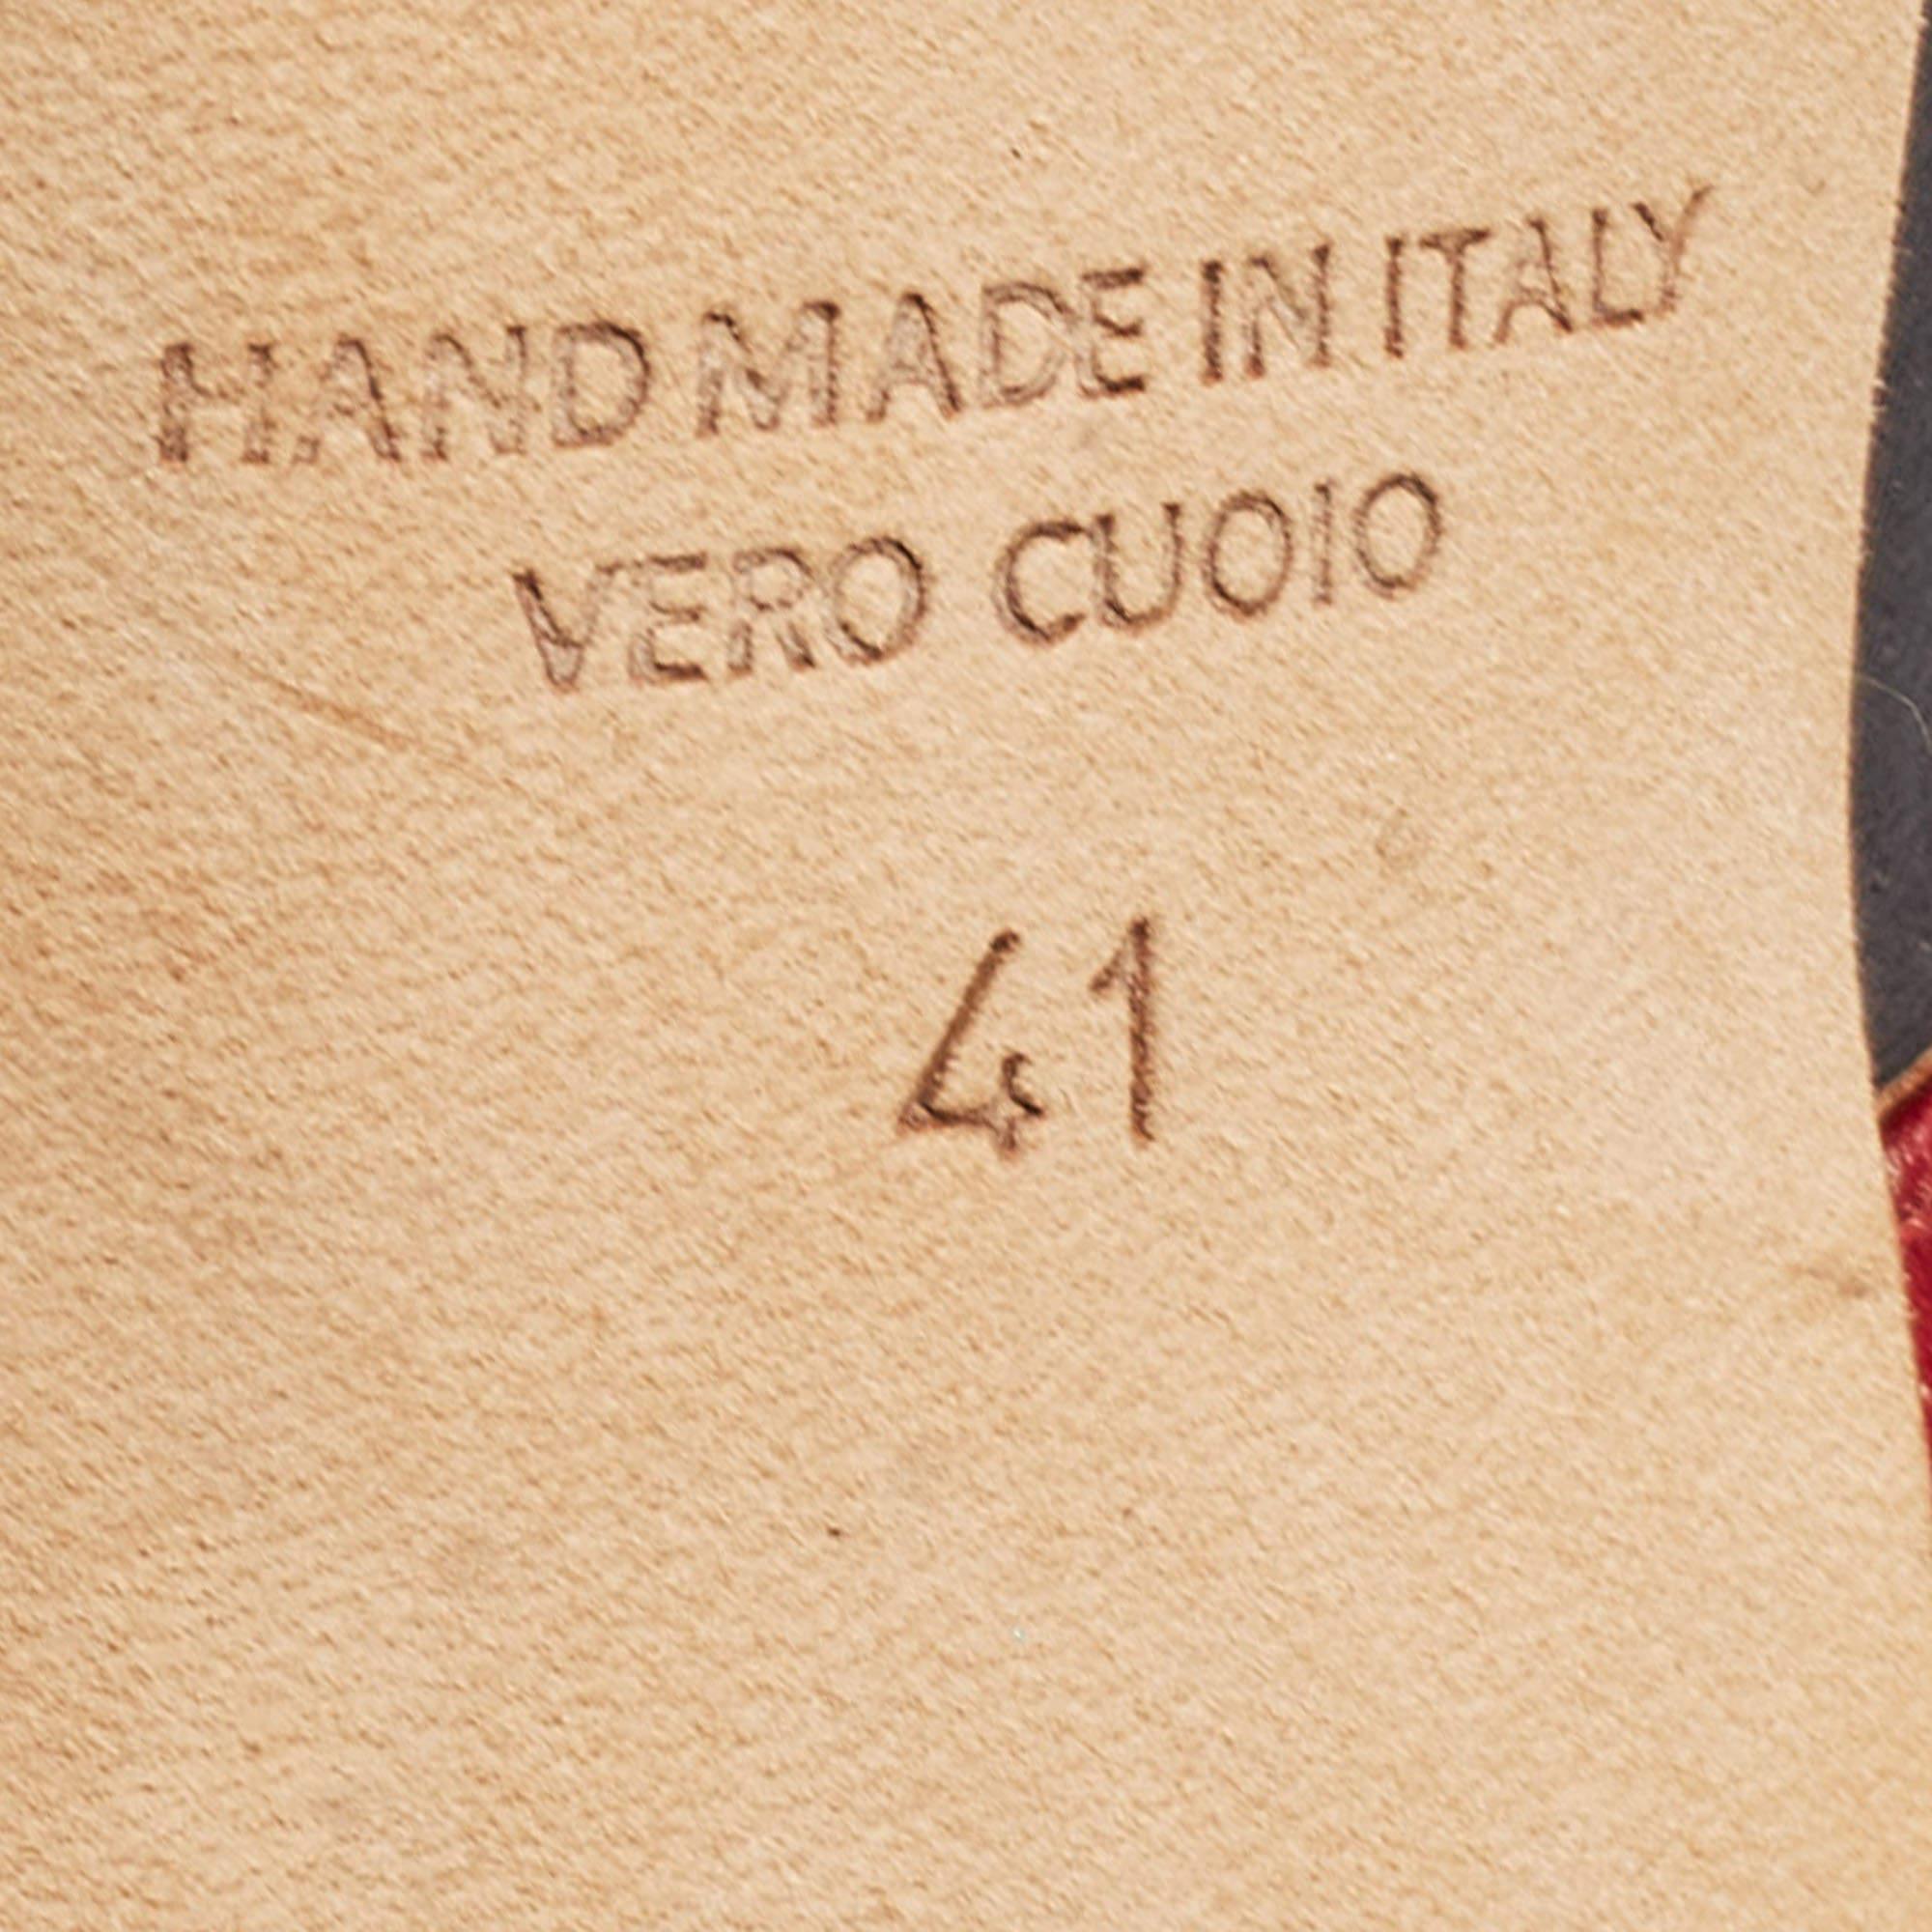 HAND MADE IN ITALY
VERO CUOIO
41